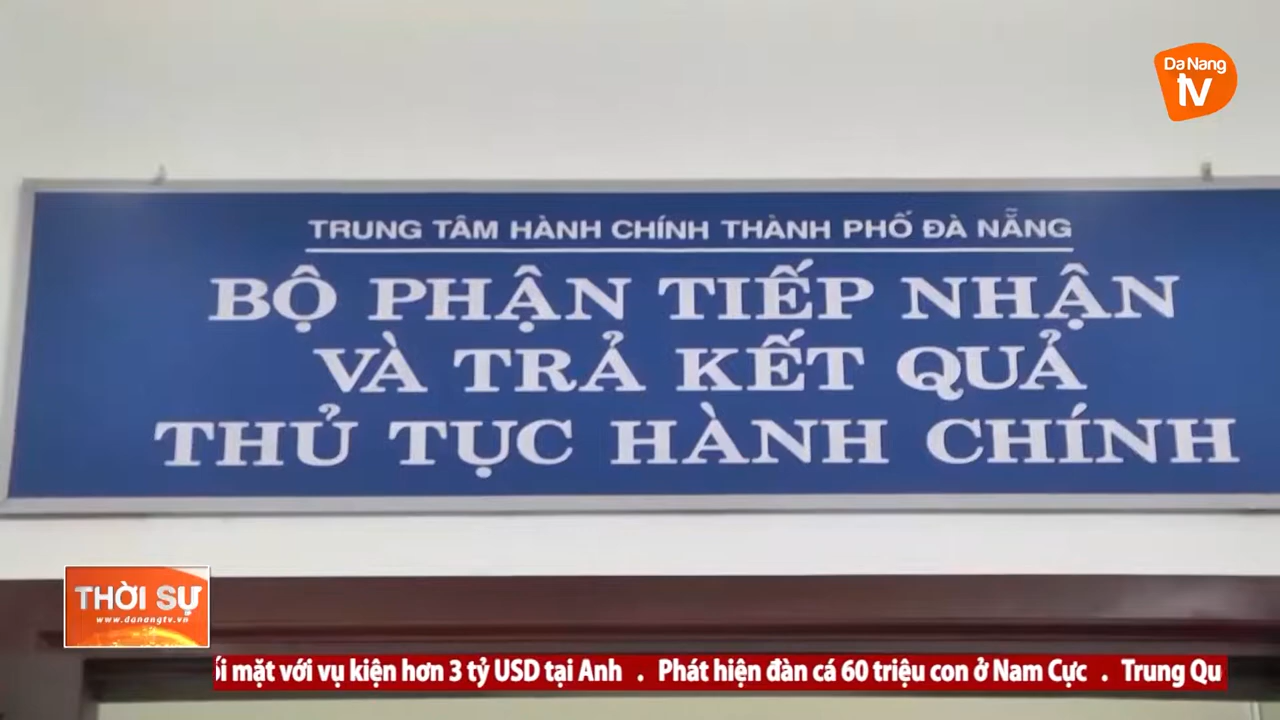 Da Nang
tv
TRUNG TÂM HÀNH CHÍNH THÀNH PHỐ ĐÀ NẴNG
BỘ PHẬN TIẾP NHẬN
VÀ TRẢ KẾT QUẢ
THỦ TỤC HÀNH CHÍNH
THỜI SỰ
www.danangtv.vn
mặt với vụ kiện hơn 3 tỷ USD tại Anh . Phát hiện đàn cá 60 triệu con ở Nam Cực . Trung Qu